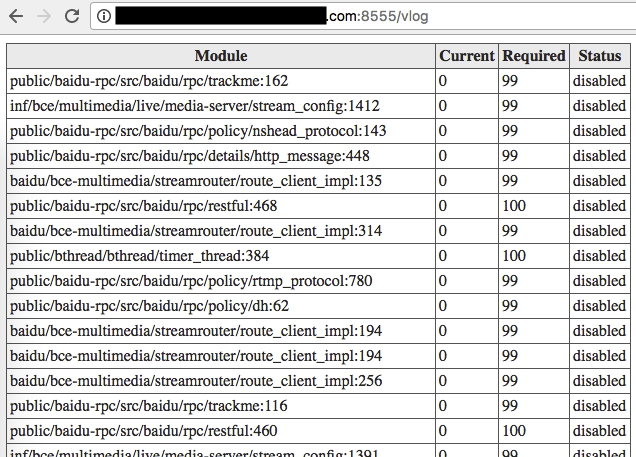 .com:8555/vlog
Module Current Required Status
public/baidu-rpc/src/baidu/rpc/trackme:162 0 99 disabled
inf/bce/multimedia/live/media-server/stream_config:1412 0 99 disabled
public/baidu-rpc/src/baidu/rpc/policy/nshead_protocol:143 0 99 disabled
public/baidu-rpc/src/baidu/rpc/details/http_message:448 0 99 disabled
baidu/bce-multimedia/streamrouter/route_client_impl:135 0 99 disabled
public/baidu-rpc/src/baidu/rpc/restful:468 0 100 disabled
baidu/bce-multimedia/streamrouter/route_client_impl:314 0 99 disabled
public/bthread/bthread/timer_thread:384 0 100 disabled
public/baidu-rpc/src/baidu/rpc/policy/rtmp_protocol:780 0 99 disabled
public/baidu-rpc/src/baidu/rpc/policy/dh:62 0 99 disabled
baidu/bce-multimedia/streamrouter/route_client_impl:194 0 99 disabled
baidu/bce-multimedia/streamrouter/route_client_impl:194 0 99 disabled
baidu/bce-multimedia/streamrouter/route_client_impl:256 0 99 disabled
public/baidu-rpc/src/baidu/rpc/trackme:116 0 99 disabled
public/baidu-rpc/src/baidu/rpc/restful:460 0 100 disabled
inf/bce/multimedia/live/media-server/stream_config:1391 0 99 disabled